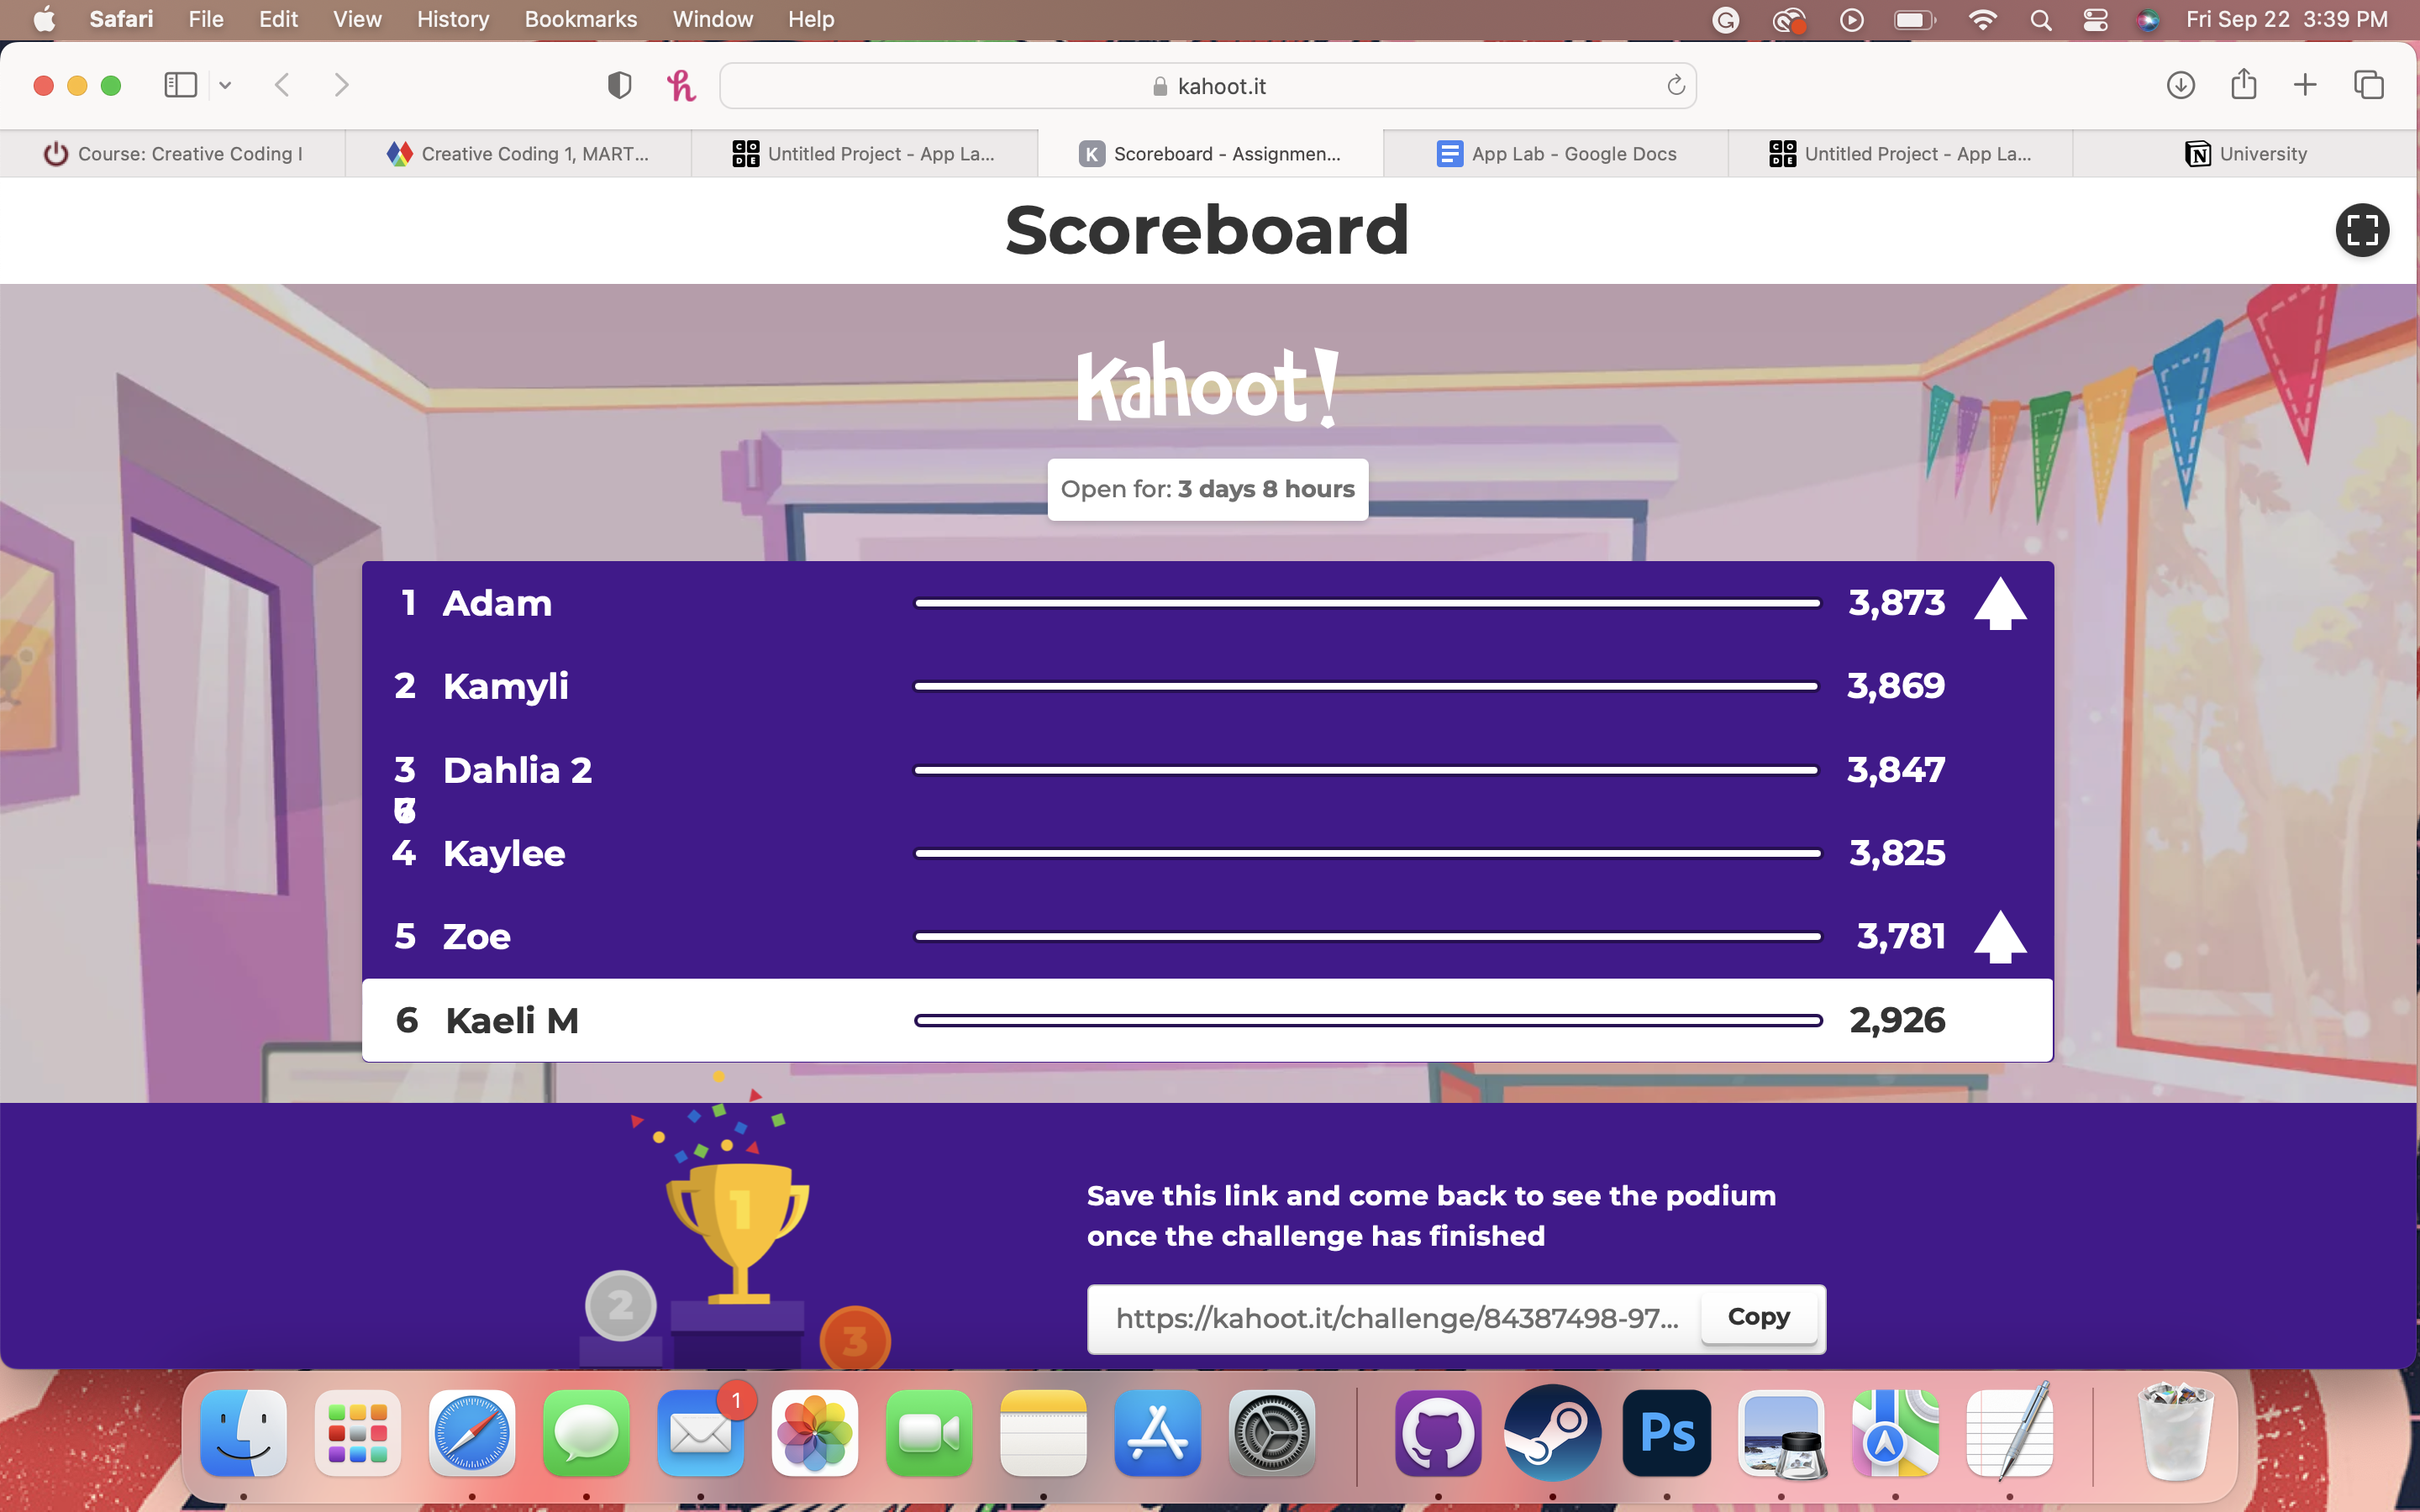 Safari File Edit View History Bookmarks Window Help Fri Sep 22 3:39 PM
kahoot.it
Course: Creative Coding I Creative Coding 1, MART... Untitled Project - App La... Scoreboard - Assignmen... App Lab - Google Docs Untitled Project - App La... University
Scoreboard
Kahoot!
Open for: 3 days 8 hours
1 Adam 3,873
2 Kamyli 3,869
3 Dahlia 2 3,847
4 Kaylee 3,825
5 Zoe 3,781
6 Kaeli M 2,926
1
2
3
Save this link and come back to see the podium
once the challenge has finished
https://kahoot.it/challenge/84387498-97... Copy
1
Ps